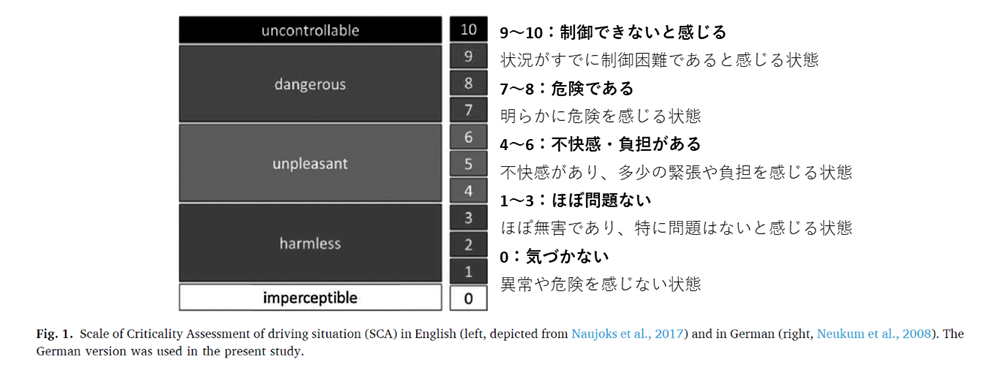 uncontrollable
dangerous
unpleasant
harmless
imperceptible
10
9
8
7
6
5
4
3
2
1
0
9～10：制御できないと感じる
状況がすでに制御困難であると感じる状態
7～8：危険である
明らかに危険を感じる状態
4～6：不快感・負担がある
不快感があり、多少の緊張や負担を感じる状態
1～3：ほぼ問題ない
ほぼ無害であり、特に問題はないと感じる状態
0：気づかない
異常や危険を感じない状態
Fig. 1. Scale of Criticality Assessment of driving situation (SCA) in English (left, depicted from Naujoks et al., 2017) and in German (right, Neukum et al., 2008). The
German version was used in the present study.